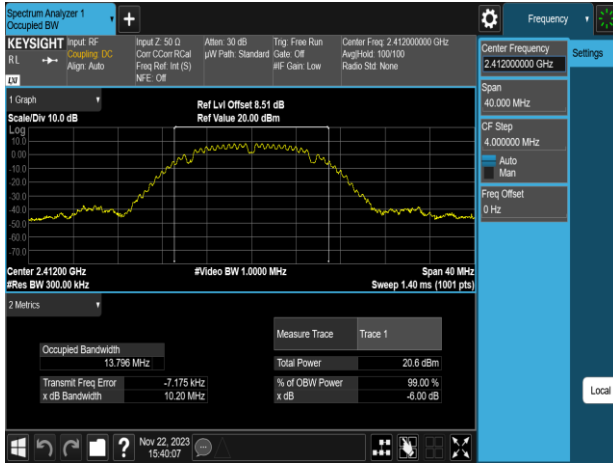 Spectrum Analyzer 1
Occupied BW
+
Frequency
KEYSIGHT
RL
LXI
Input: RF
Coupling: DC
Align: Auto
Input Z: 50 Ω
Corr CCorr RCal
Freq Ref: Int (S)
NFE: Off
Atten: 30 dB
µW Path: Standard
Trig: Free Run
Gate: Off
#IF Gain: Low
Center Freq: 2.412000000 GHz
Avg|Hold: 100/100
Radio Std: None
Center Frequency
2.412000000 GHz
Settings
Span
40.000 MHz
CF Step
4.000000 MHz
Auto
Man
Freq Offset
0 Hz
Local
1 Graph
Scale/Div 10.0 dB
Ref Lvl Offset 8.51 dB
Ref Value 20.00 dBm
Log
10.0
0.00
-10.0
-20.0
-30.0
-40.0
-50.0
-60.0
-70.0
Center 2.41200 GHz
#Res BW 300.00 kHz
#Video BW 1.0000 MHz
Span 40 MHz
Sweep 1.40 ms (1001 pts)
2 Metrics
Measure Trace Trace 1
Occupied Bandwidth
13.796 MHz
Total Power 20.6 dBm
Transmit Freq Error -7.175 kHz
% of OBW Power 99.00 %
x dB Bandwidth 10.20 MHz
x dB -6.00 dB
?
Nov 22, 2023
15:40:07